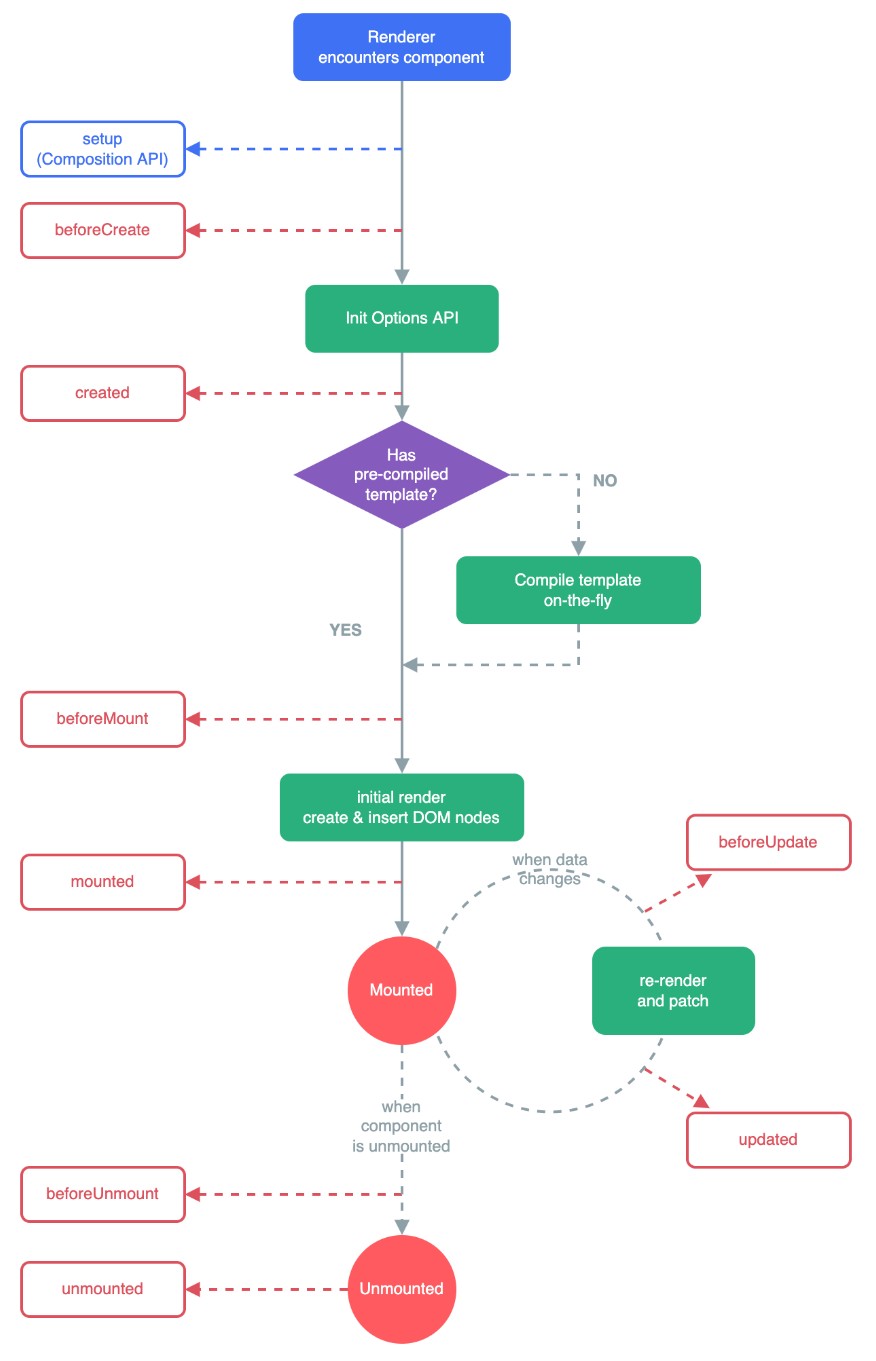 Renderer
encounters component
setup
(Composition API)
beforeCreate
Init Options API
created
Has
pre-compiled
template?
NO
Compile template
on-the-fly
YES
beforeMount
initial render
create & insert DOM nodes
mounted
when data
changes
beforeUpdate
Mounted
re-render
and patch
updated
when
component
is unmounted
beforeUnmount
unmounted
Unmounted